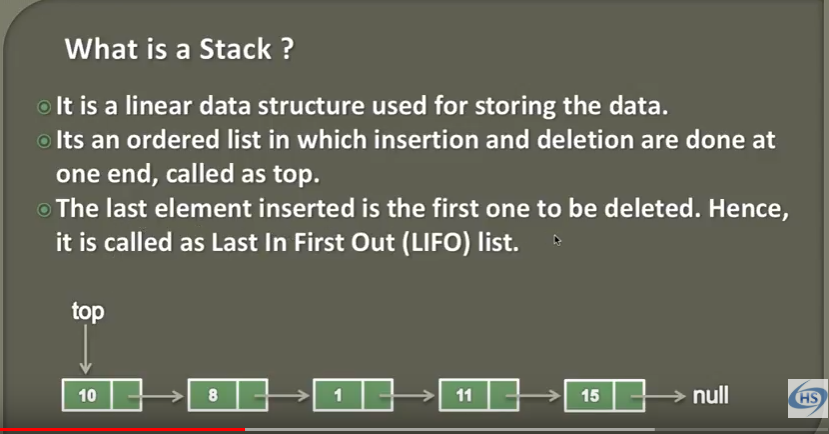 What is a Stack ?
It is a linear data structure used for storing the data.
Its an ordered list in which insertion and deletion are done at
one end, called as top.
The last element inserted is the first one to be deleted. Hence,
it is called as Last In First Out (LIFO) list.
top
10 8 1 11 15 null
HS